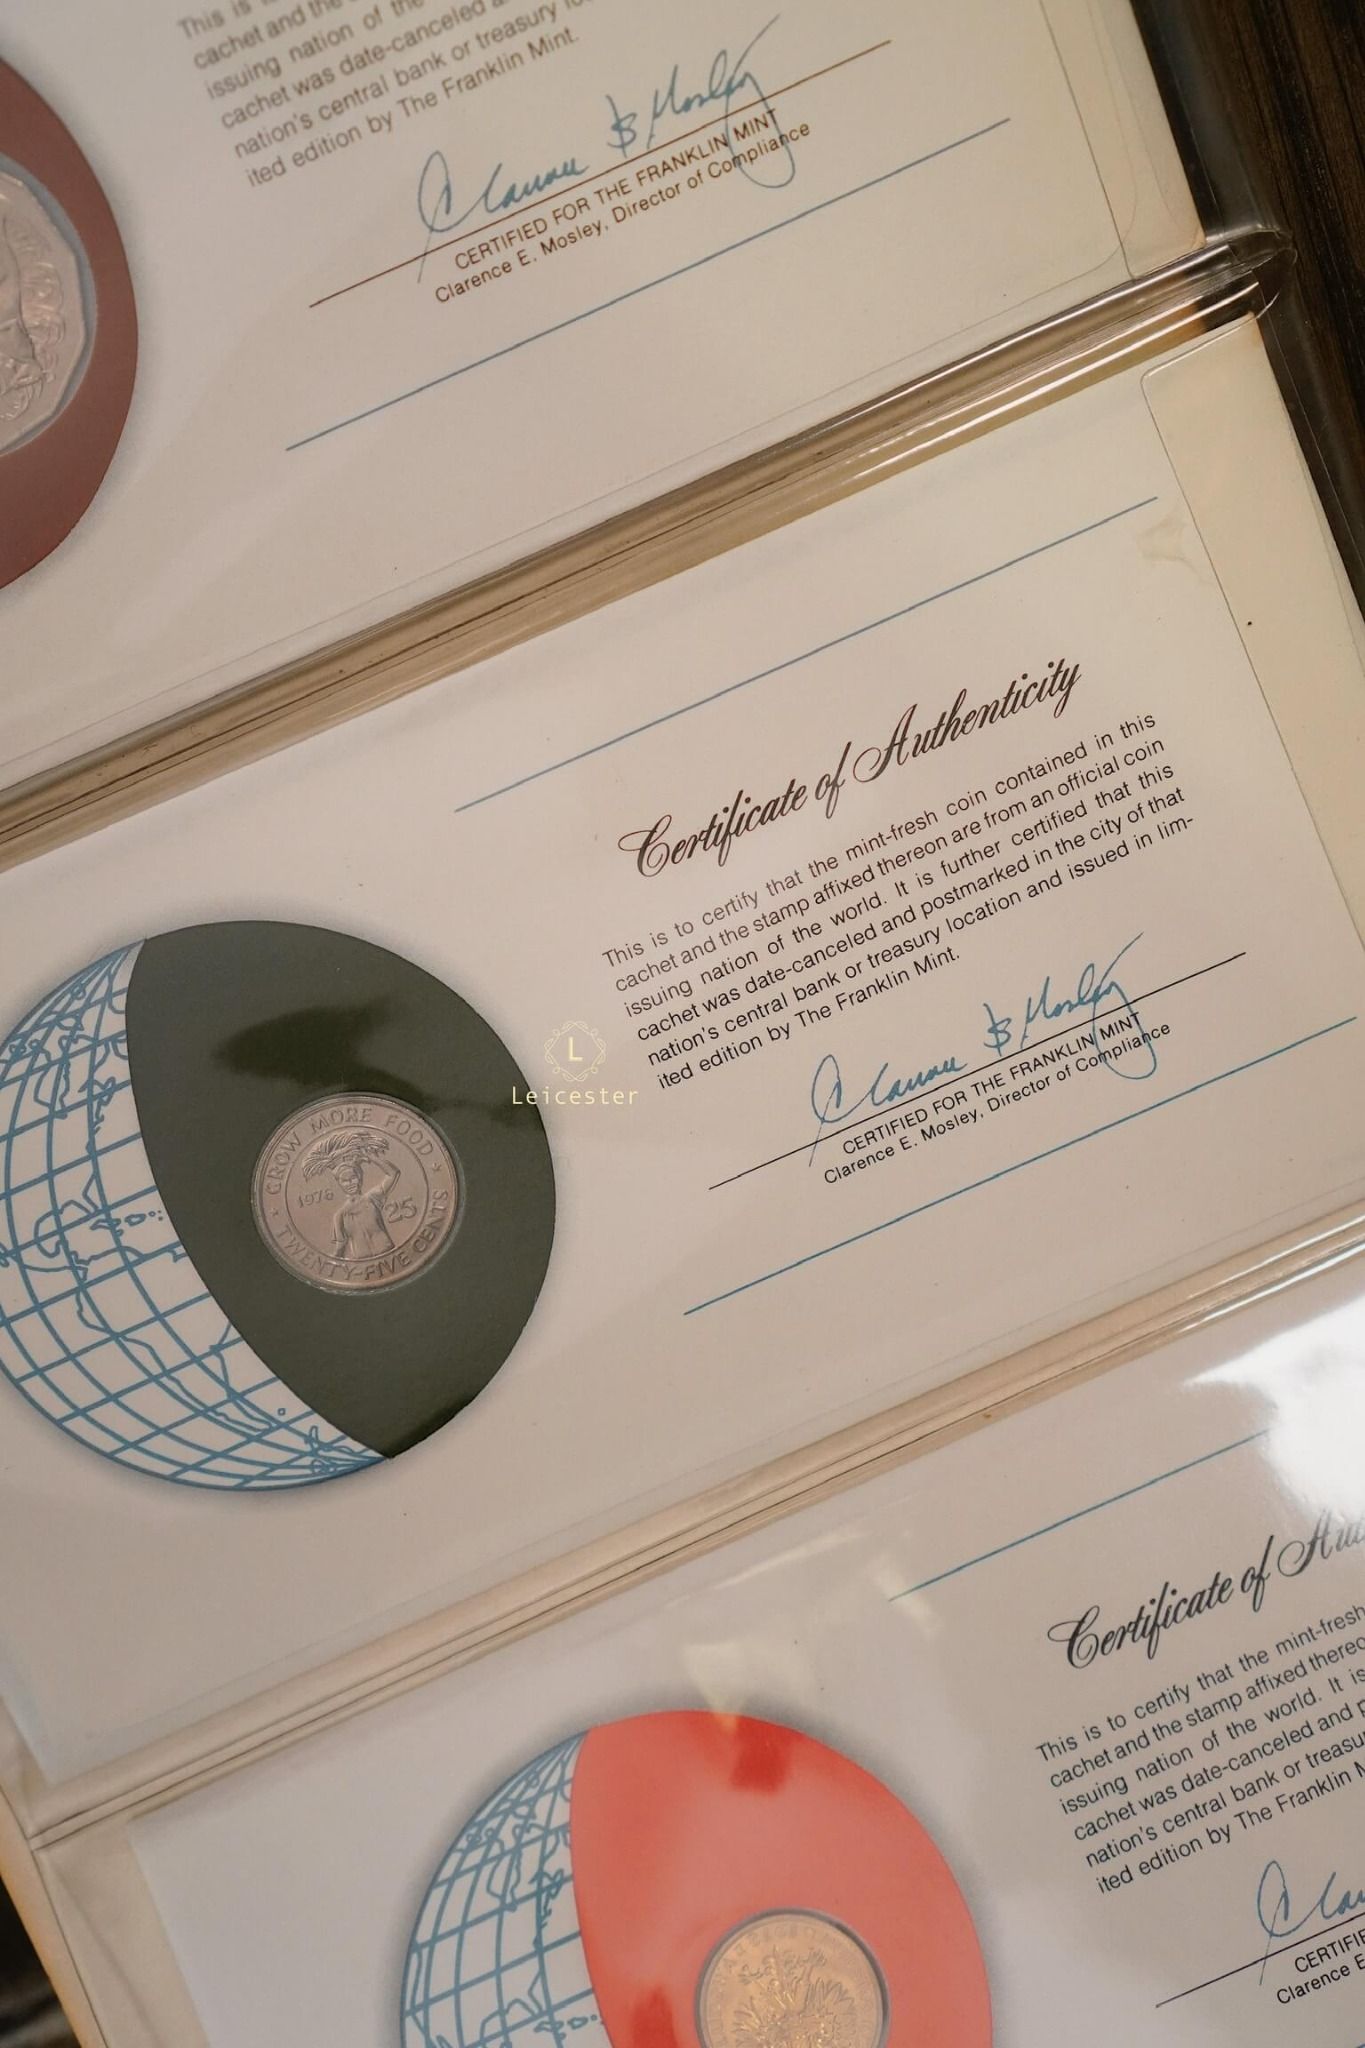 This is
cachet and the
issuing nation of the
cachet was date-canceled
nation's central bank or treasury
ited edition by The Franklin Mint.
Clarence E. Mosley
CERTIFIED FOR THE FRANKLIN MINT
Clarence E. Mosley, Director of Compliance
Certificate of Authenticity
This is to certify that the mint-fresh coin contained in this
cachet and the stamp affixed thereon are from an official coin
issuing nation of the world. It is further certified that this
cachet was date-canceled and postmarked in the city of that
nation's central bank or treasury location and issued in lim-
ited edition by The Franklin Mint.
Clarence E. Mosley
CERTIFIED FOR THE FRANKLIN MINT
Clarence E. Mosley, Director of Compliance
L
Leicester
GROW MORE FOOD
1976
25
TWENTY-FIVE CENTS
Certificate of
This is to certify that the mint-fresh
cachet and the stamp affixed
issuing nation of the world. It is
cachet was date-canceled and
nation's central bank or
ited edition by The Franklin
Clarence E.